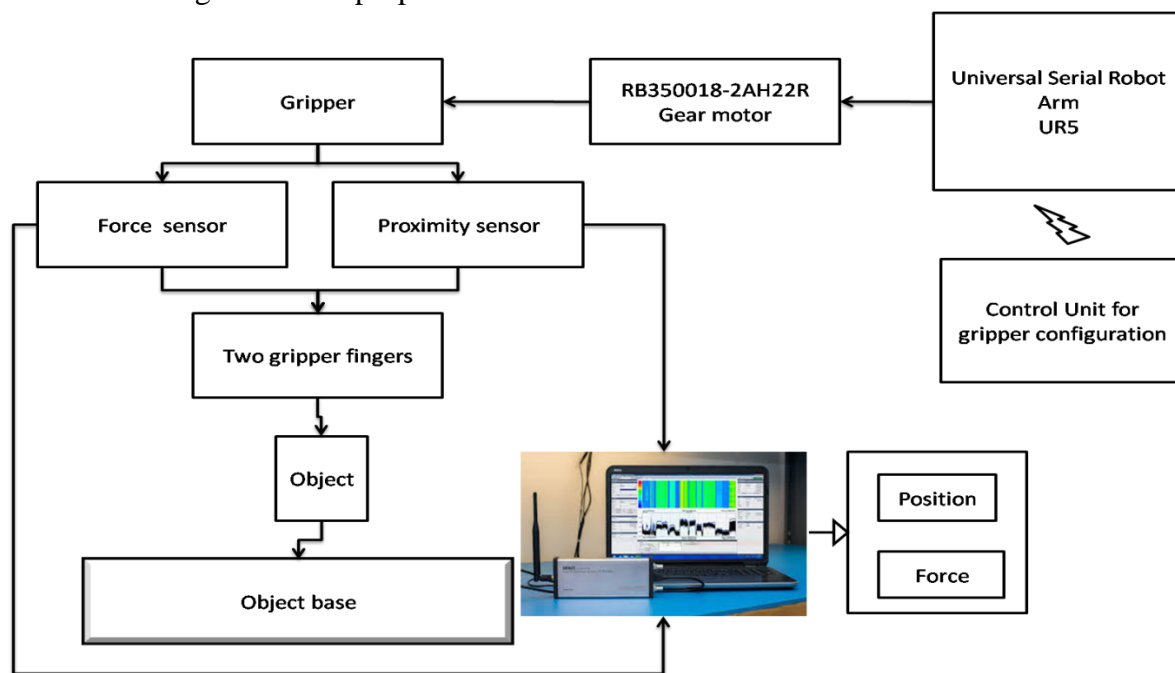 RB350018-2AH22R
Gear motor
Universal Serial Robot
Arm
UR5
Gripper
Force sensor
Proximity sensor
Control Unit for
gripper configuration
Two gripper fingers
Object
Position
Force
Object base